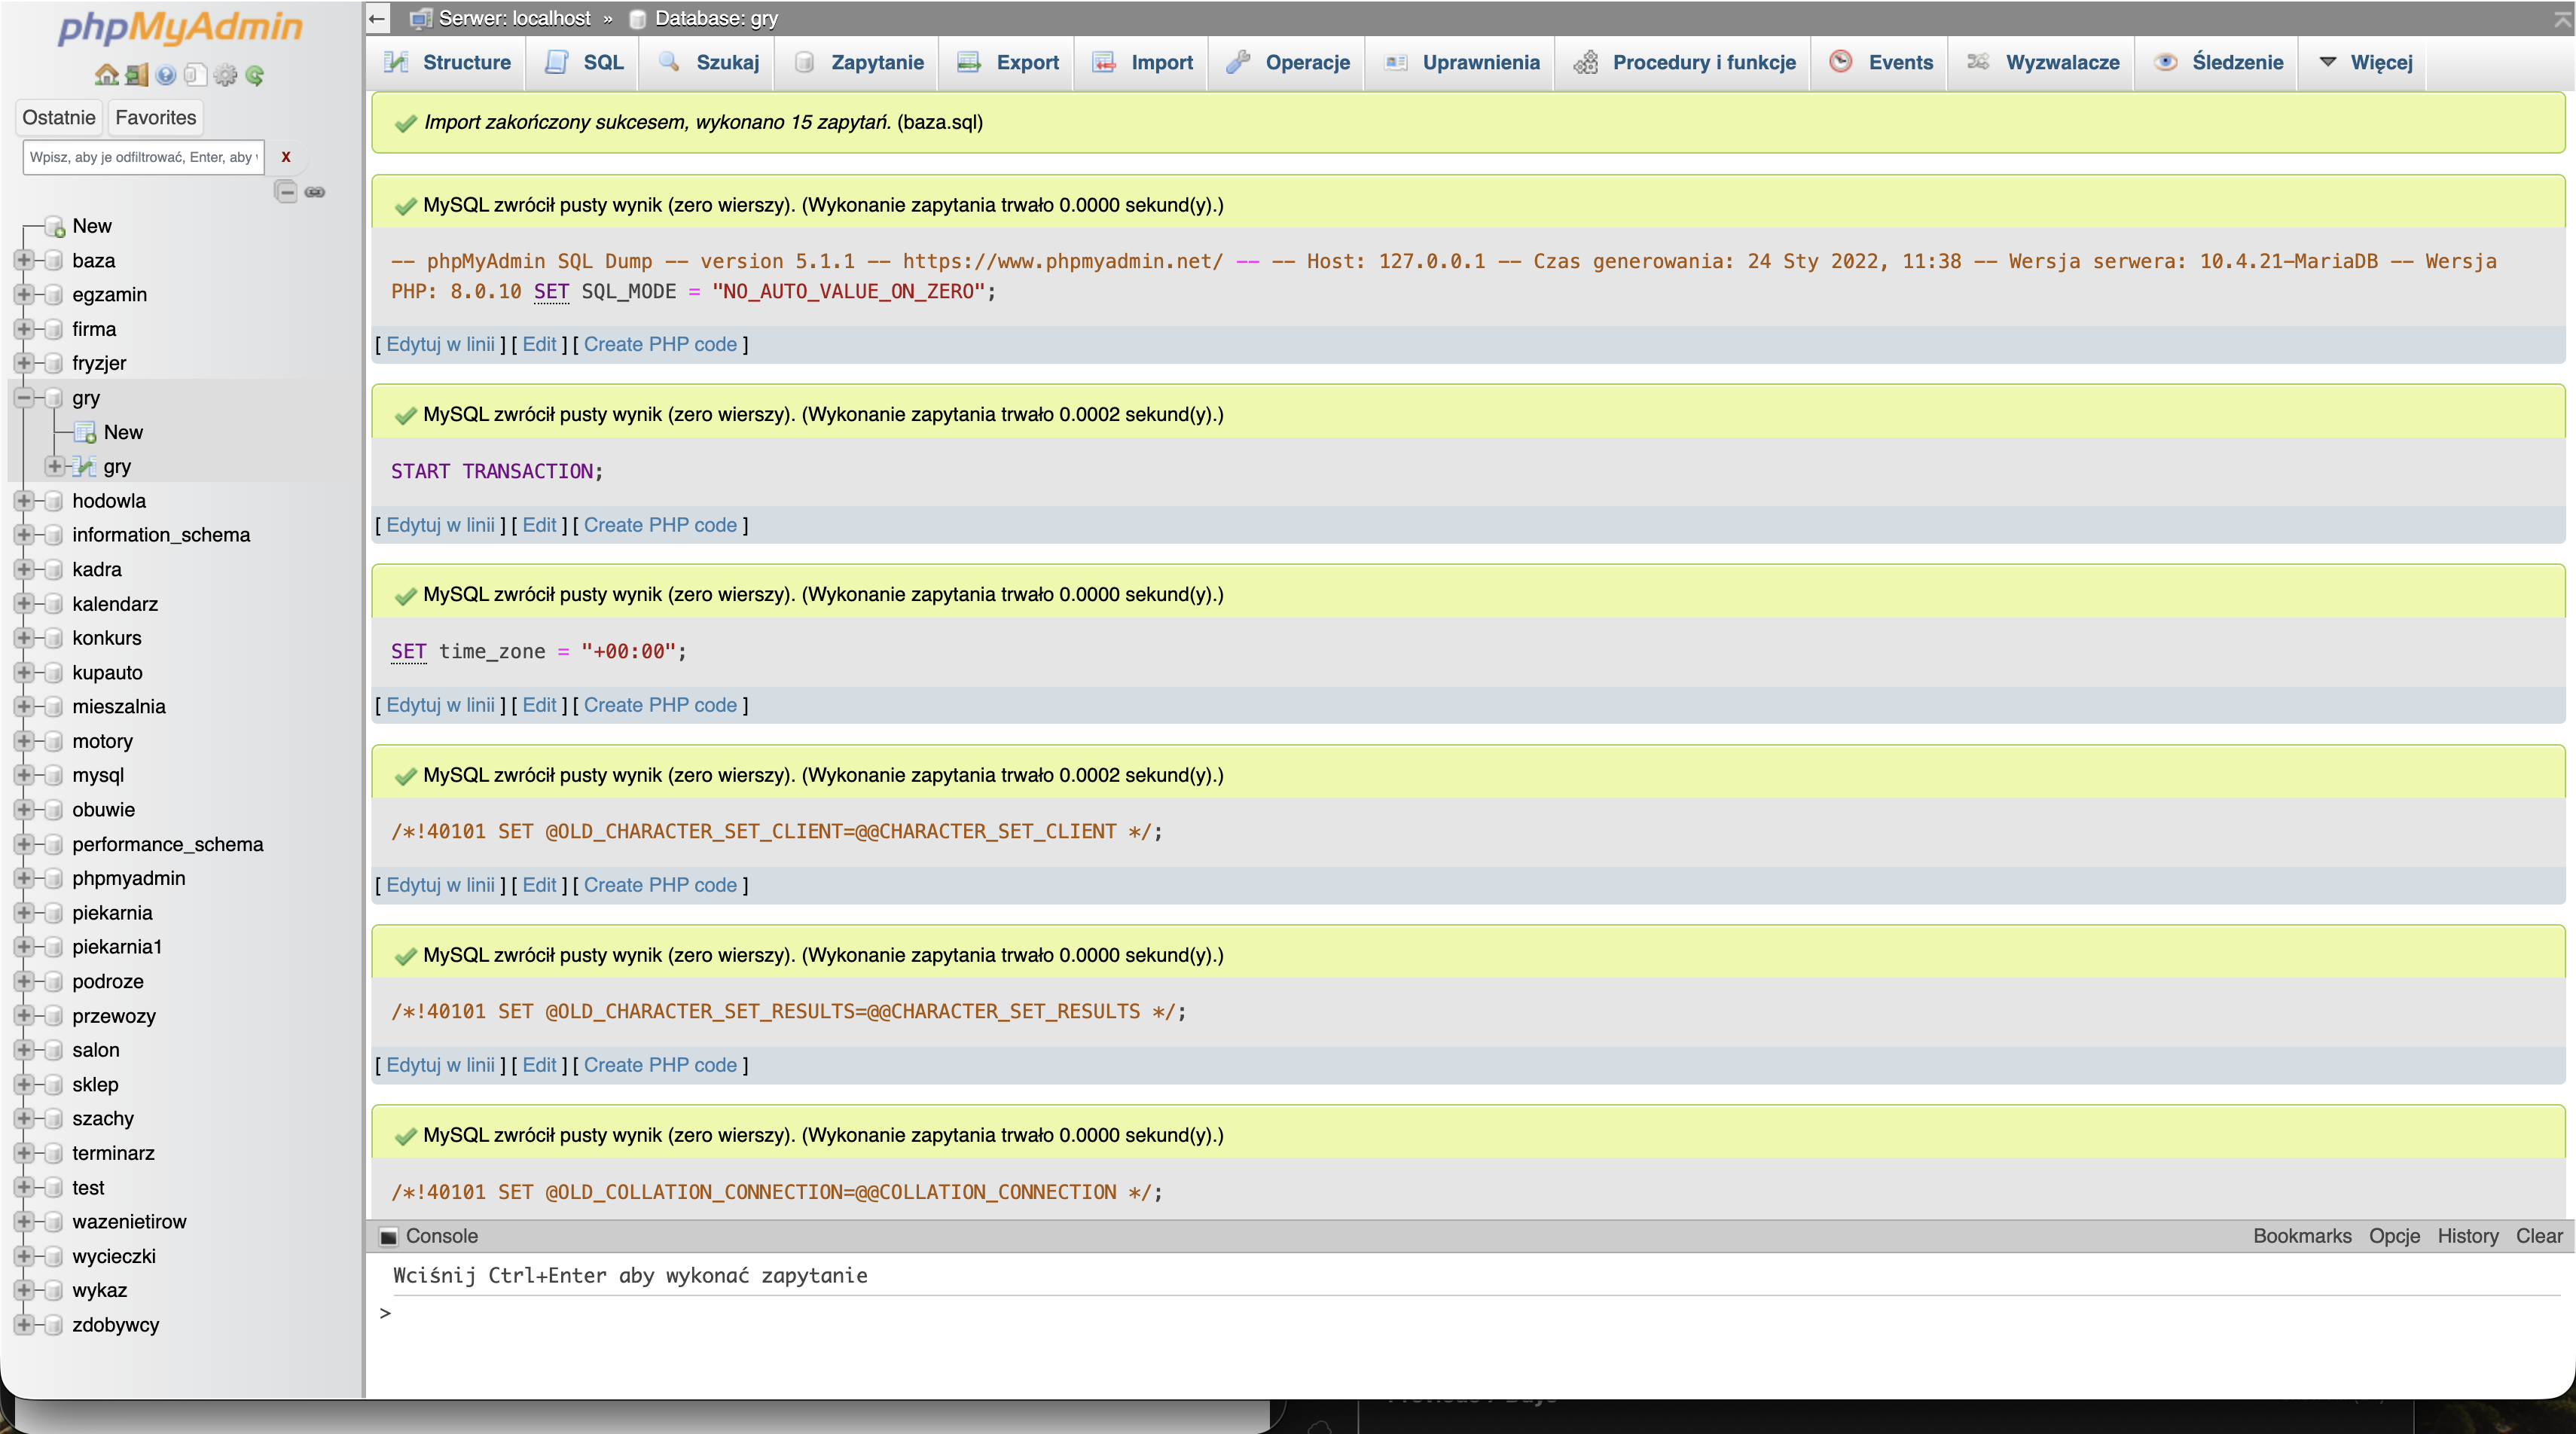 phpMyAdmin
Ostatnie Favorites
Wpisz, aby je odfiltrować, Enter, aby X
New
baza
egzamin
firma
fryzjer
gry
New
gry
hodowla
information_schema
kadra
kalendarz
konkurs
kupauto
mieszalnia
motory
mysql
obuwie
performance_schema
phpmyadmin
piekarnia
piekarnia1
podroze
przewozy
salon
sklep
szachy
terminarz
test
wazenietirow
wycieczki
wykaz
zdobywcy
Serwer: localhost » Database: gry
Structure SQL Szukaj Zapytanie Export Import Operacje Uprawnienia Procedury i funkcje Events Wyzwalacze Śledzenie Więcej
Import zakończony sukcesem, wykonano 15 zapytań. (baza.sql)
MySQL zwrócił pusty wynik (zero wierszy). (Wykonanie zapytania trwało 0.0000 sekund(y).)
-- phpMyAdmin SQL Dump -- version 5.1.1 -- https://www.phpmyadmin.net/ -- -- Host: 127.0.0.1 -- Czas generowania: 24 Sty 2022, 11:38 -- Wersja serwera: 10.4.21-MariaDB -- Wersja
PHP: 8.0.10 SET SQL_MODE = "NO_AUTO_VALUE_ON_ZERO";
[ Edytuj w linii ] [ Edit ] [ Create PHP code ]
MySQL zwrócił pusty wynik (zero wierszy). (Wykonanie zapytania trwało 0.0002 sekund(y).)
START TRANSACTION;
[ Edytuj w linii ] [ Edit ] [ Create PHP code ]
MySQL zwrócił pusty wynik (zero wierszy). (Wykonanie zapytania trwało 0.0000 sekund(y).)
SET time_zone = "+00:00";
[ Edytuj w linii ] [ Edit ] [ Create PHP code ]
MySQL zwrócił pusty wynik (zero wierszy). (Wykonanie zapytania trwało 0.0002 sekund(y).)
/*!40101 SET @OLD_CHARACTER_SET_CLIENT=@@CHARACTER_SET_CLIENT */;
[ Edytuj w linii ] [ Edit ] [ Create PHP code ]
MySQL zwrócił pusty wynik (zero wierszy). (Wykonanie zapytania trwało 0.0000 sekund(y).)
/*!40101 SET @OLD_CHARACTER_SET_RESULTS=@@CHARACTER_SET_RESULTS */;
[ Edytuj w linii ] [ Edit ] [ Create PHP code ]
MySQL zwrócił pusty wynik (zero wierszy). (Wykonanie zapytania trwało 0.0000 sekund(y).)
/*!40101 SET @OLD_COLLATION_CONNECTION=@@COLLATION_CONNECTION */;
Console Bookmarks Opcje History Clear
Wciśnij Ctrl+Enter aby wykonać zapytanie
>